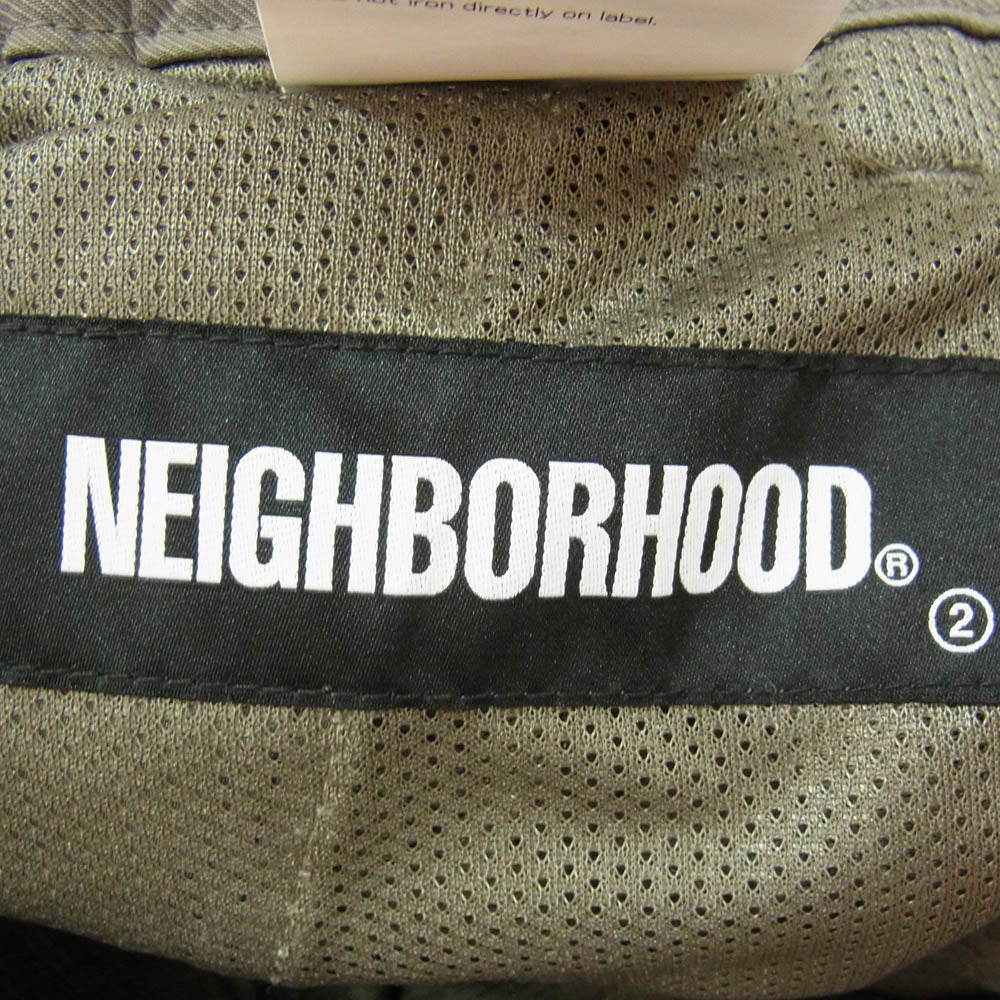 not iron directly on label.
NEIGHBORHOOD®
2